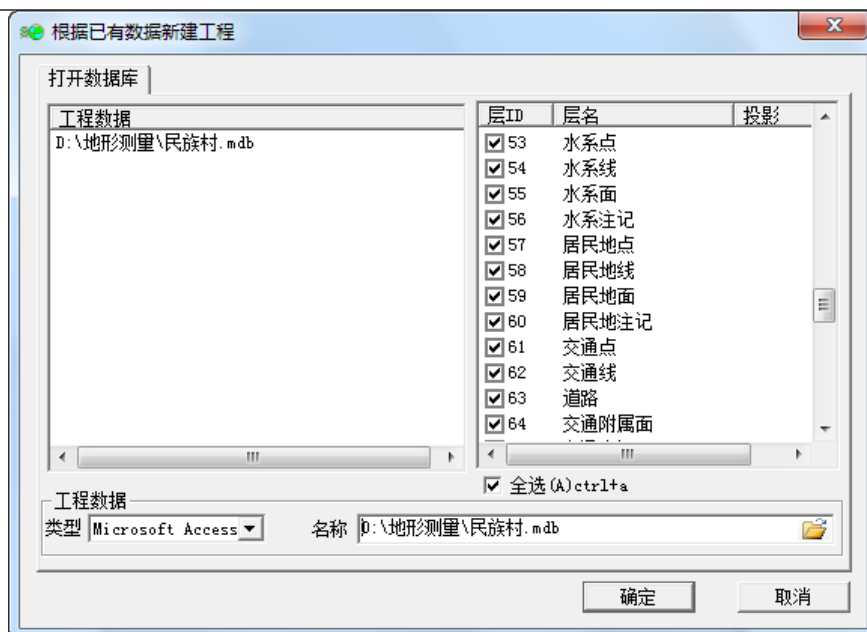 根据已有数据新建工程
打开数据库
工程数据
D:\地形测量\民族村.mdb
层ID 层名 投影
53 水系点
54 水系线
55 水系面
56 水系注记
57 居民地点
58 居民地线
59 居民地面
60 居民地注记
61 交通点
62 交通线
63 道路
64 交通附属面
全选(A)ctrl+a
工程数据
类型 Microsoft Access 名称 D:\地形测量\民族村.mdb
确定 取消